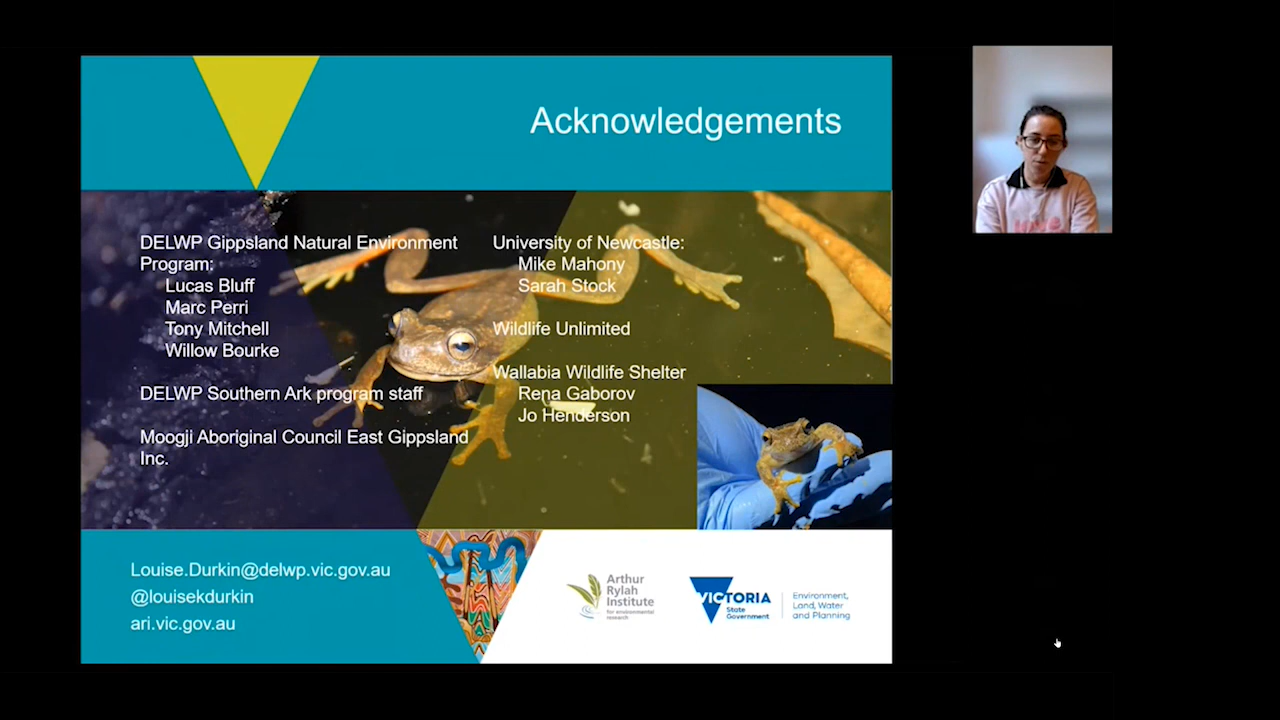 Acknowledgements
DELWP Gippsland Natural Environment
Program:
Lucas Bluff
Marc Perri
Tony Mitchell
Willow Bourke
DELWP Southern Ark program staff
Moogji Aboriginal Council East Gippsland
Inc.
University of Newcastle:
Mike Mahony
Sarah Stock
Wildlife Unlimited
Wallabia Wildlife Shelter
Rena Gaborov
Jo Henderson
Louise.Durkin@delwp.vic.gov.au
@louisekdurkin
ari.vic.gov.au
Arthur
Rylah
Institute
for environmental
research
VICTORIA
State
Government
Environment,
Land, Water
and Planning